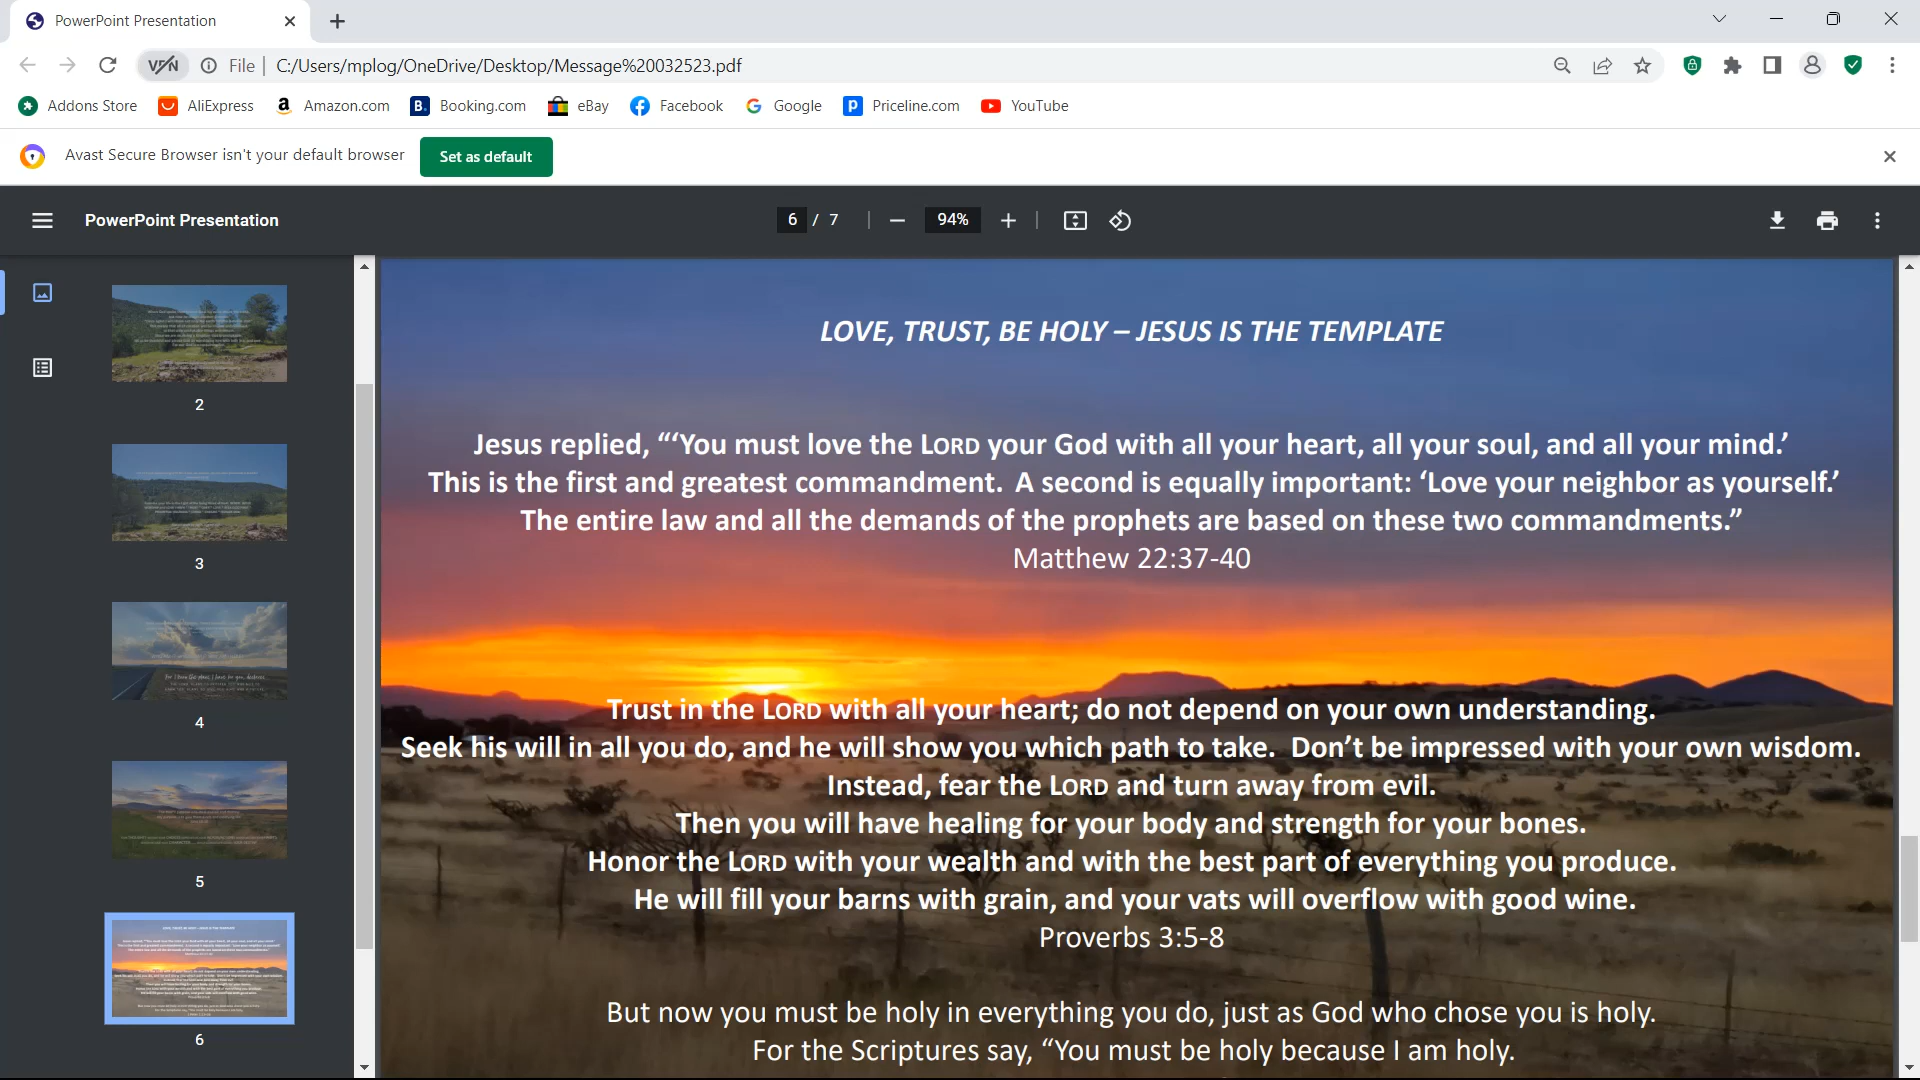 PowerPoint Presentation
File
C:/Users/mplog/OneDrive/Desktop/Message%20032523.pdf
Addons Store
AliExpress
Amazon.com
Booking.com
eBay
Facebook
Google
Priceline.com
YouTube
Avast Secure Browser isn't your default browser
Set as default
PowerPoint Presentation
6 / 7
94%
2
3
4
5
6
LOVE, TRUST, BE HOLY – JESUS IS THE TEMPLATE
Jesus replied, “‘You must love the LORD your God with all your heart, all your soul, and all your mind.’
This is the first and greatest commandment. A second is equally important: ‘Love your neighbor as yourself.’
The entire law and all the demands of the prophets are based on these two commandments.”
Matthew 22:37-40
Trust in the LORD with all your heart; do not depend on your own understanding.
Seek his will in all you do, and he will show you which path to take. Don’t be impressed with your own wisdom.
Instead, fear the LORD and turn away from evil.
Then you will have healing for your body and strength for your bones.
Honor the LORD with your wealth and with the best part of everything you produce.
He will fill your barns with grain, and your vats will overflow with good wine.
Proverbs 3:5-8
But now you must be holy in everything you do, just as God who chose you is holy.
For the Scriptures say, “You must be holy because I am holy.